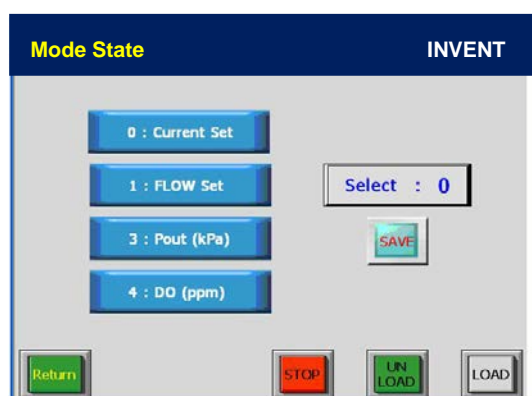 Mode State INVENT
0 : Current Set
1 : FLOW Set
Select : 0
3 : Pout (kPa)
SAVE
4 : DO (ppm)
Return
STOP
UN
LOAD
LOAD